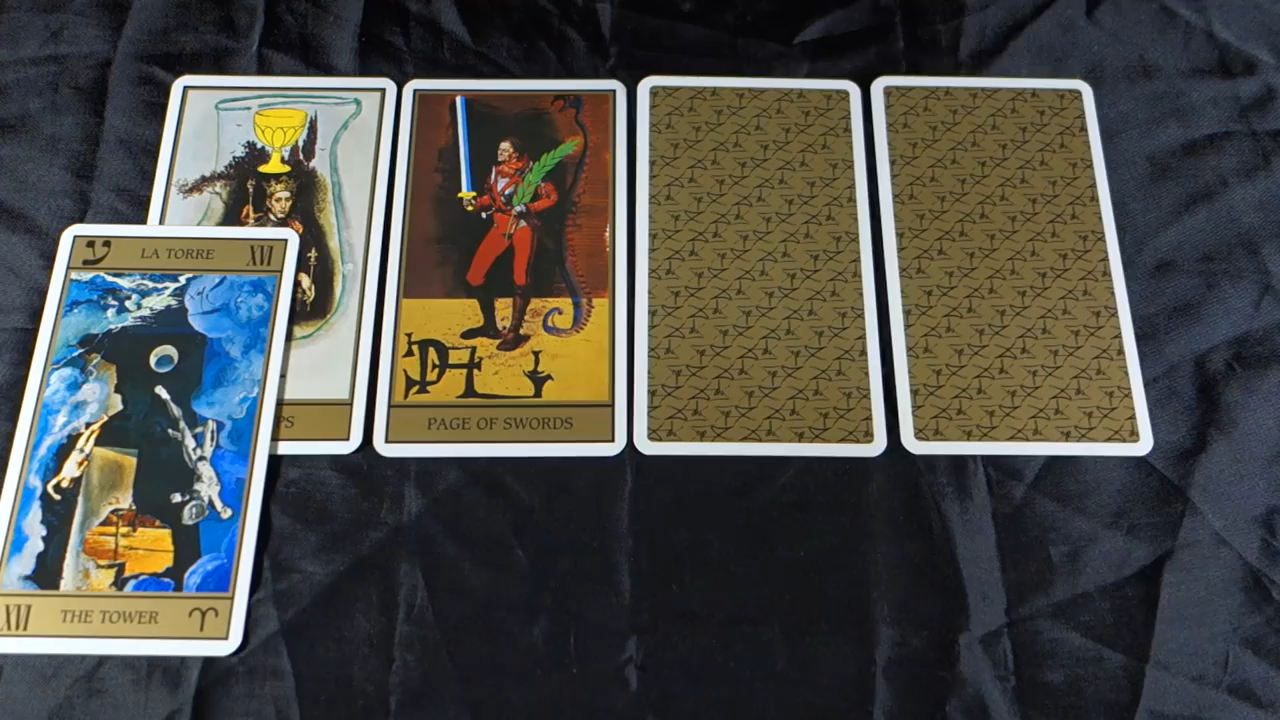 ע LA TORRE XVI
XVI THE TOWER
PS
PAGE OF SWORDS